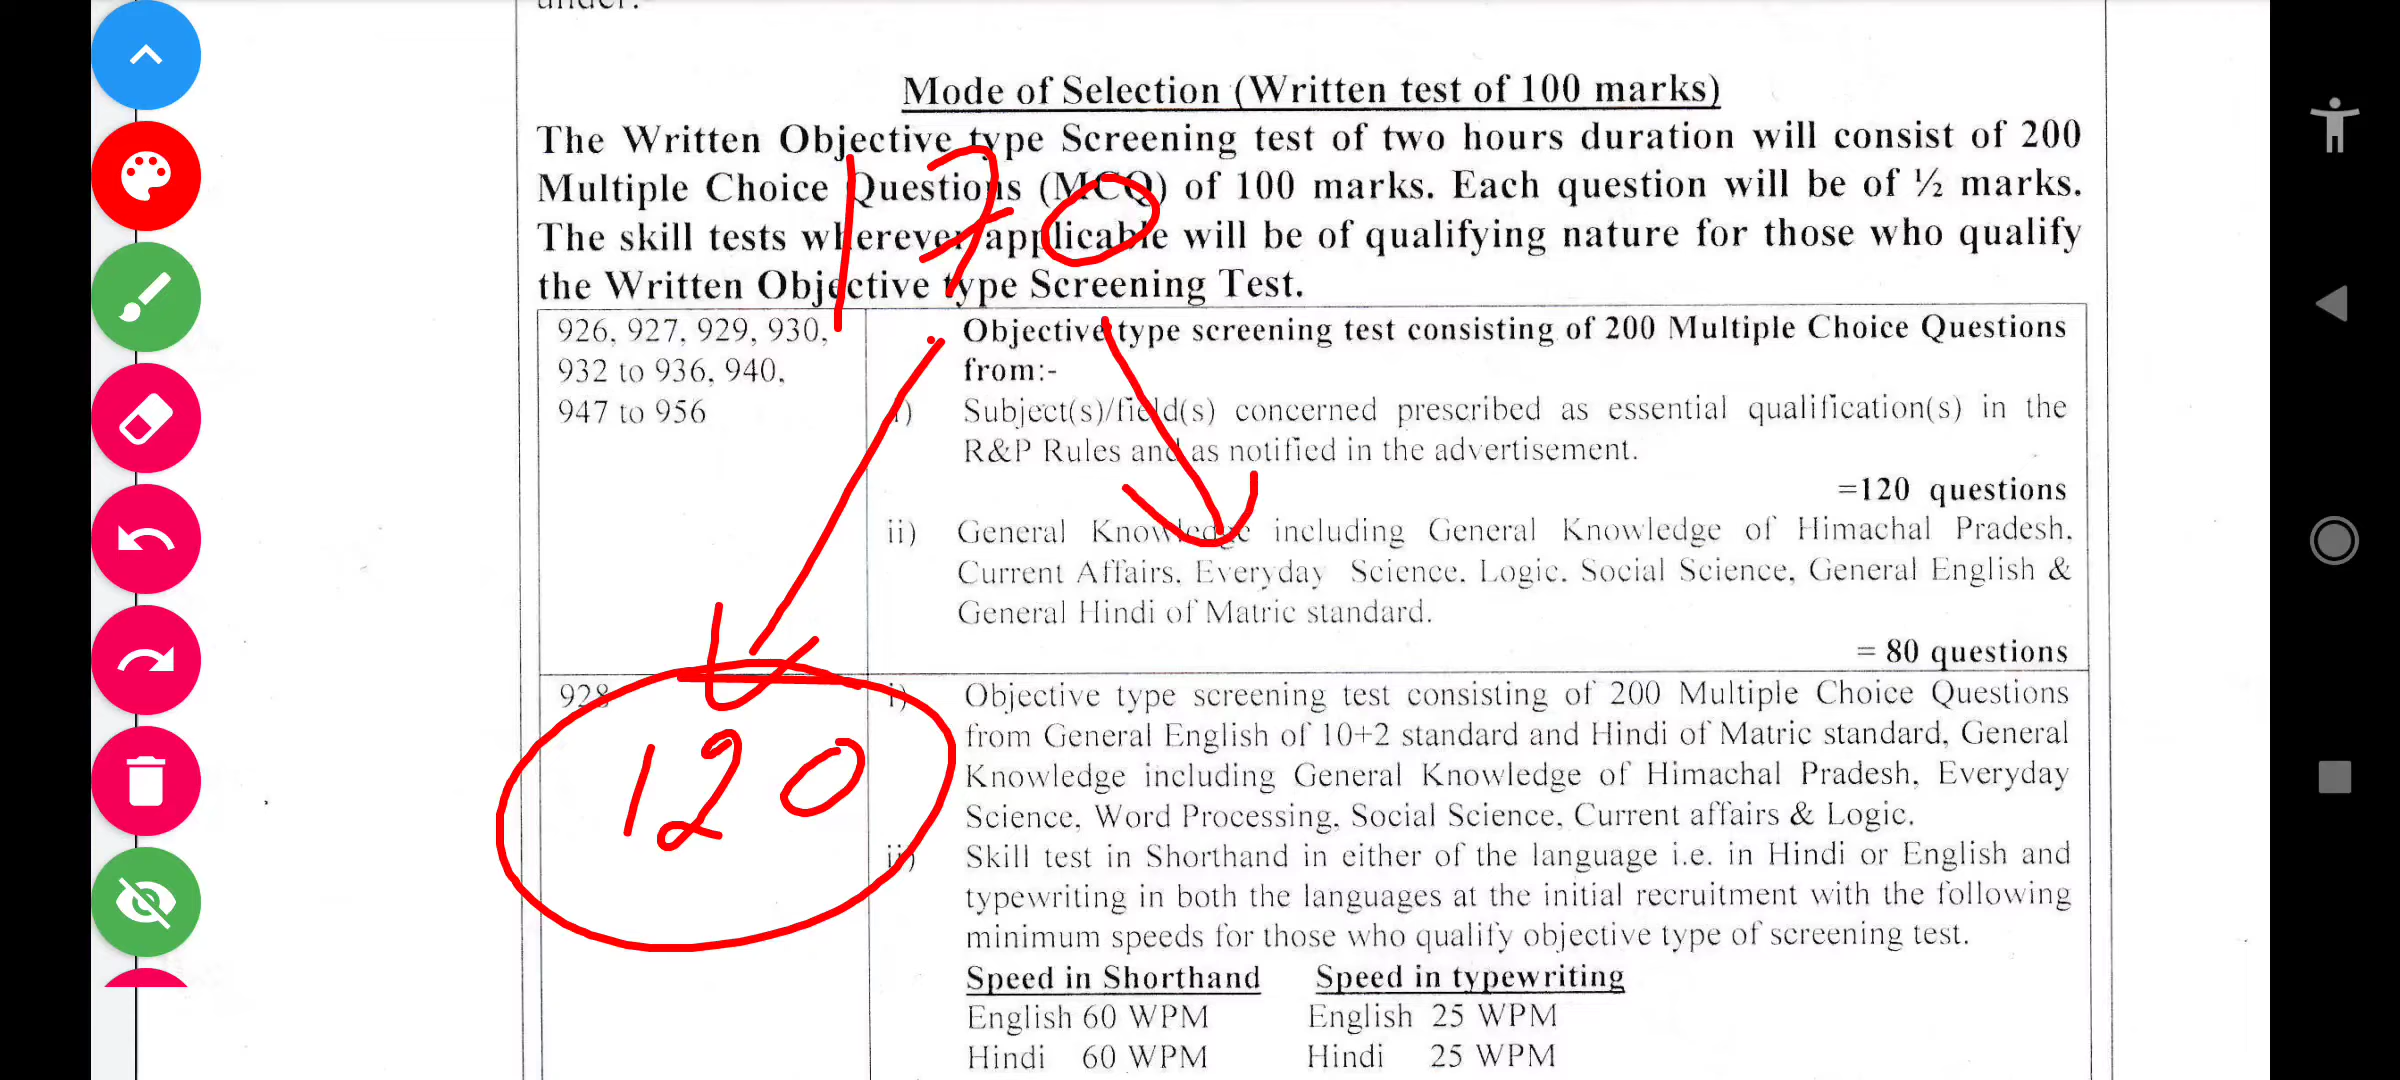 Mode of Selection (Written test of 100 marks)
The Written Objective type Screening test of two hours duration will consist of 200
Multiple Choice Questions (MCQ) of 100 marks. Each question will be of ½ marks.
The skill tests wherever applicable will be of qualifying nature for those who qualify
the Written Objective type Screening Test.
170
926, 927, 929, 930,
932 to 936, 940,
947 to 956
Objective type screening test consisting of 200 Multiple Choice Questions
from:-
i) Subject(s)/field(s) concerned prescribed as essential qualification(s) in the
R&P Rules and as notified in the advertisement.
=120 questions
ii) General Knowledge including General Knowledge of Himachal Pradesh,
Current Affairs, Everyday Science, Logic, Social Science, General English &
General Hindi of Matric standard.
= 80 questions
928
120
i) Objective type screening test consisting of 200 Multiple Choice Questions
from General English of 10+2 standard and Hindi of Matric standard, General
Knowledge including General Knowledge of Himachal Pradesh, Everyday
Science, Word Processing, Social Science, Current affairs & Logic.
ii) Skill test in Shorthand in either of the language i.e. in Hindi or English and
typewriting in both the languages at the initial recruitment with the following
minimum speeds for those who qualify objective type of screening test.
Speed in Shorthand Speed in typewriting
English 60 WPM English 25 WPM
Hindi 60 WPM Hindi 25 WPM